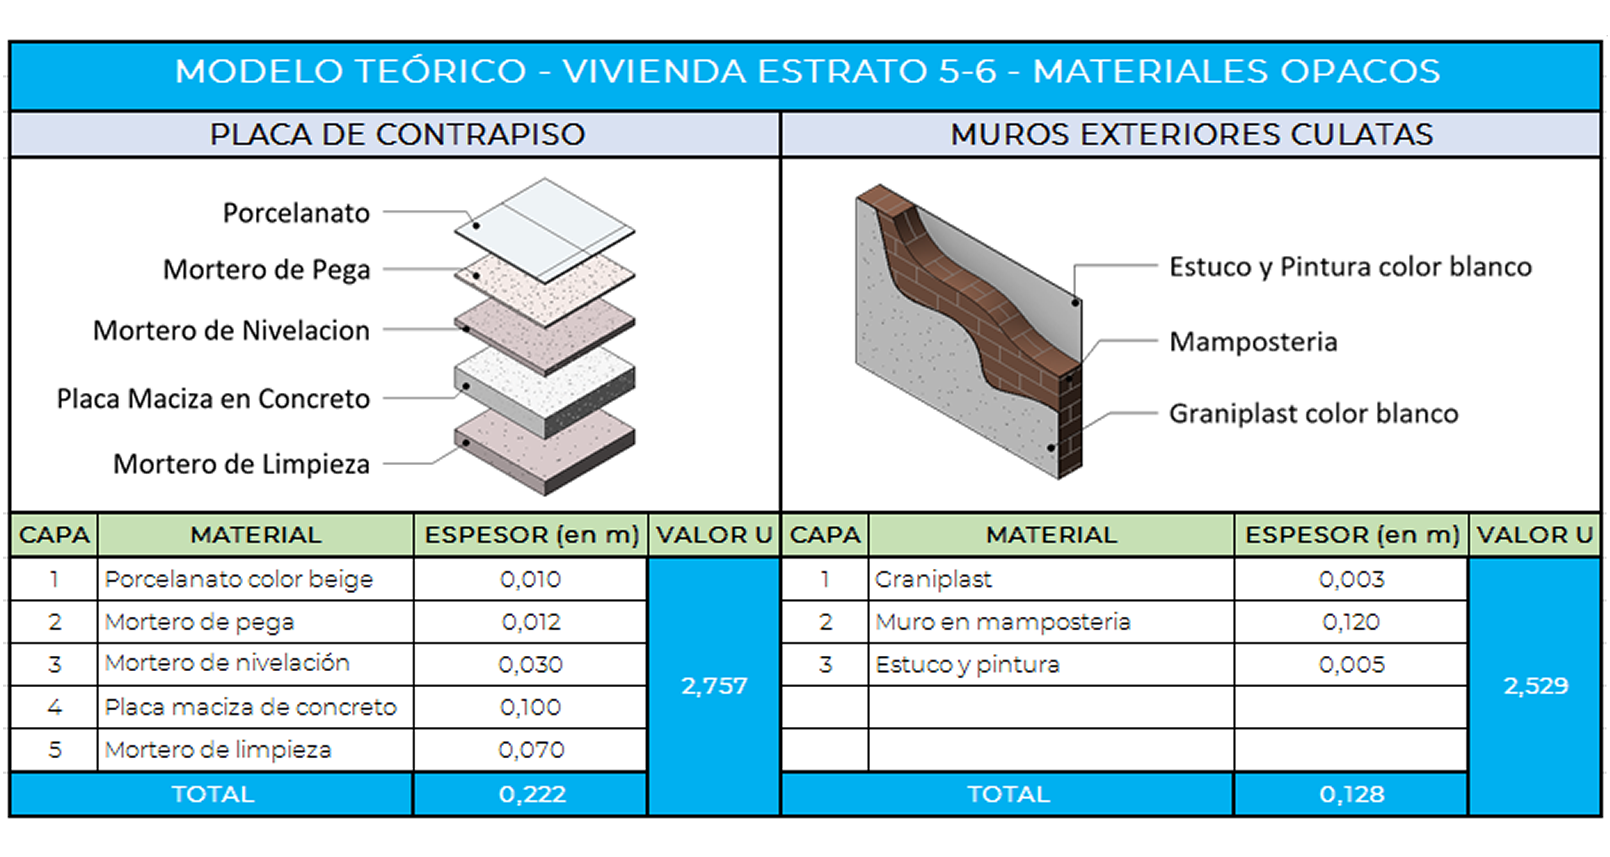 MODELO TEÓRICO - VIVIENDA ESTRATO 5-6 - MATERIALES OPACOS
PLACA DE CONTRAPISO
Porcelanato
Mortero de Pega
Mortero de Nivelacion
Placa Maciza en Concreto
Mortero de Limpieza
CAPA MATERIAL ESPESOR (en m) VALOR U
1 Porcelanato color beige 0,010
2 Mortero de pega 0,012
3 Mortero de nivelación 0,030
4 Placa maciza de concreto 0,100
5 Mortero de limpieza 0,070
2,757
TOTAL 0,222
MUROS EXTERIORES CULATAS
Estuco y Pintura color blanco
Mamposteria
Graniplast color blanco
CAPA MATERIAL ESPESOR (en m) VALOR U
1 Graniplast 0,003
2 Muro en mamposteria 0,120
3 Estuco y pintura 0,005
2,529
TOTAL 0,128